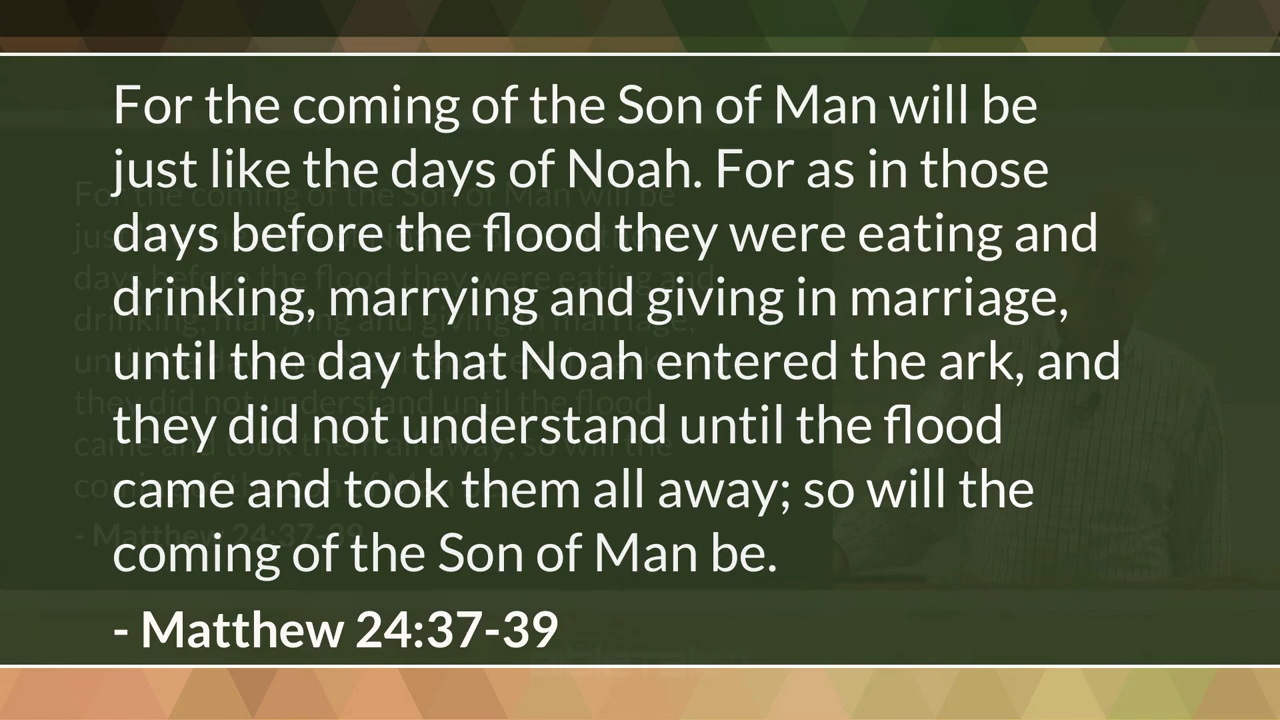 For the coming of the Son of Man will be
just like the days of Noah. For as in those
days before the flood they were eating and
drinking, marrying and giving in marriage,
until the day that Noah entered the ark, and
they did not understand until the flood
came and took them all away; so will the
coming of the Son of Man be.
- Matthew 24:37-39